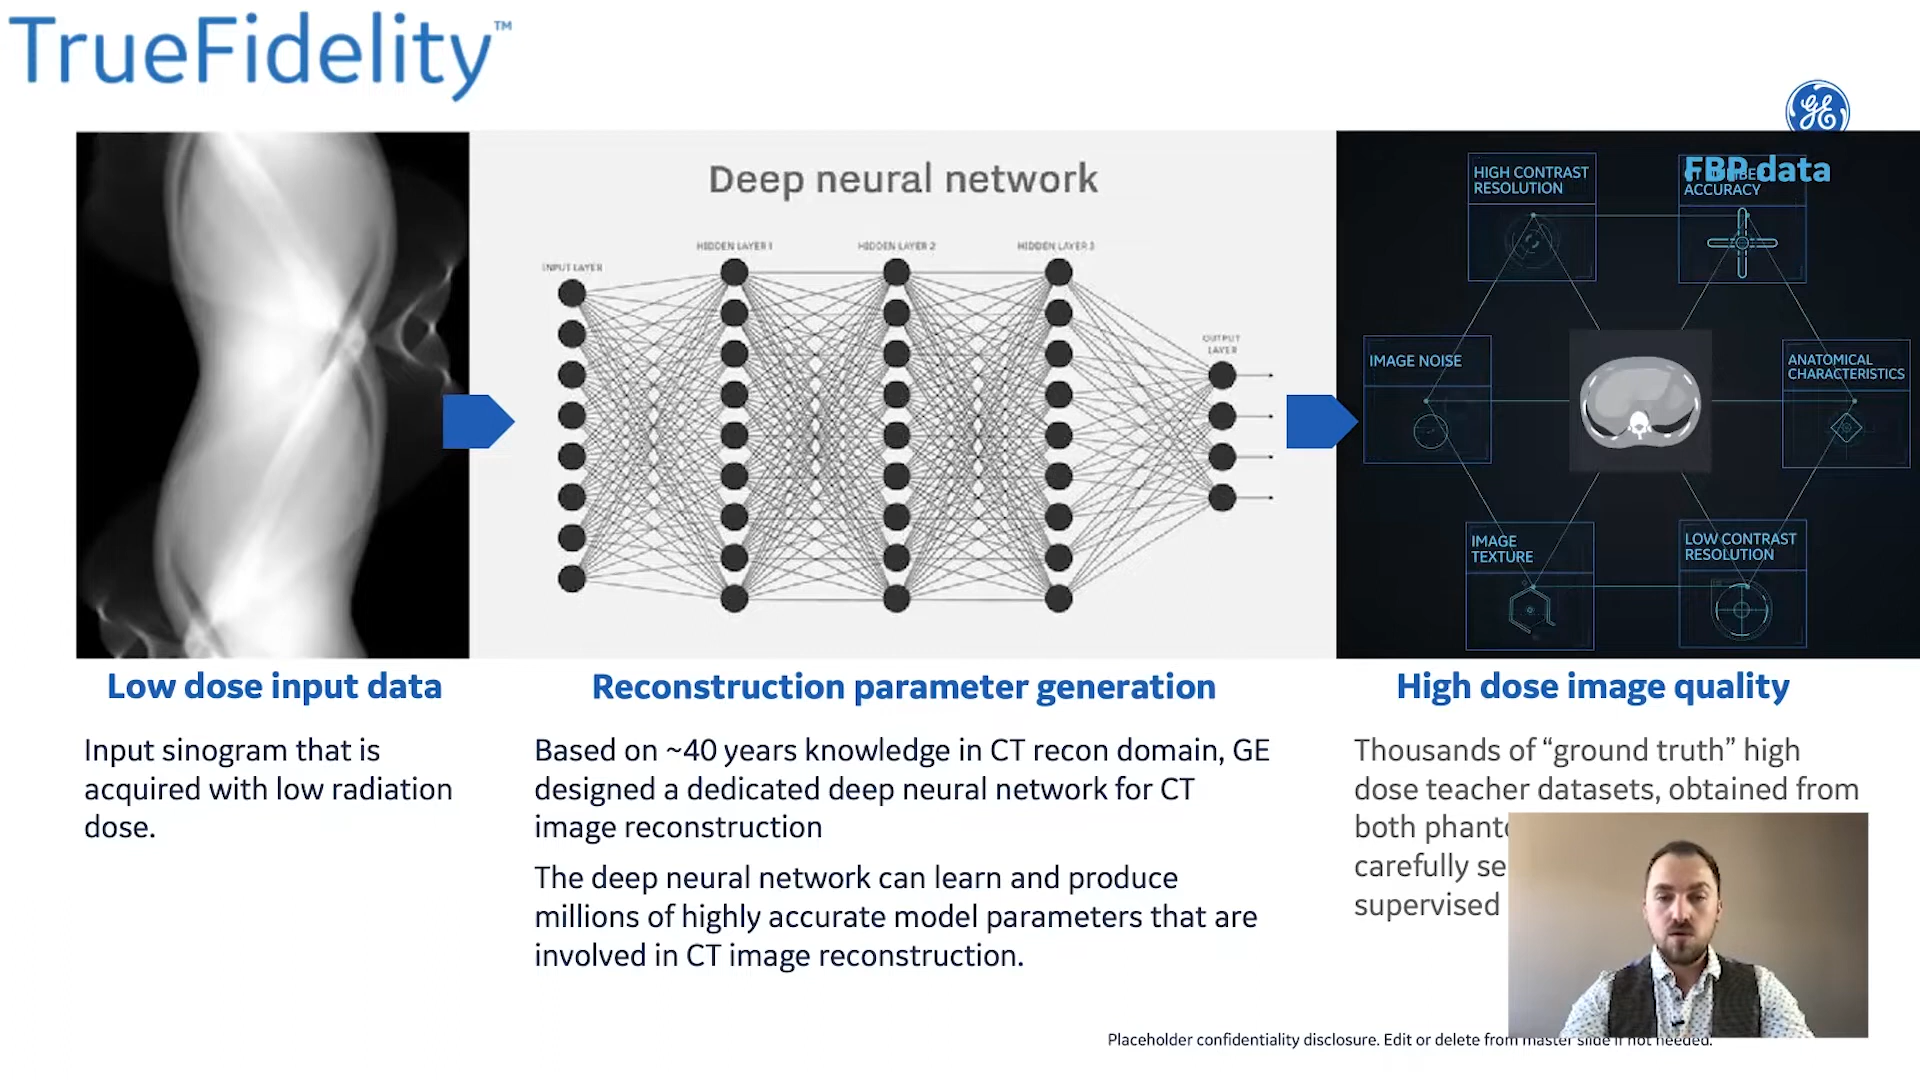 TrueFidelity™
GE
Deep neural network
INPUT LAYER
HIDDEN LAYER 1
HIDDEN LAYER 2
HIDDEN LAYER 3
OUTPUT
LAYER
HIGH CONTRAST
RESOLUTION
FBP data
ACCURACY
IMAGE NOISE
ANATOMICAL
CHARACTERISTICS
IMAGE
TEXTURE
LOW CONTRAST
RESOLUTION
Low dose input data
Input sinogram that is
acquired with low radiation
dose.
Reconstruction parameter generation
Based on ~40 years knowledge in CT recon domain, GE
designed a dedicated deep neural network for CT
image reconstruction
The deep neural network can learn and produce
millions of highly accurate model parameters that are
involved in CT image reconstruction.
High dose image quality
Thousands of “ground truth” high
dose teacher datasets, obtained from
both
carefully
supervised
Placeholder confidentiality disclosure. Edit or delete from master slide if not needed.